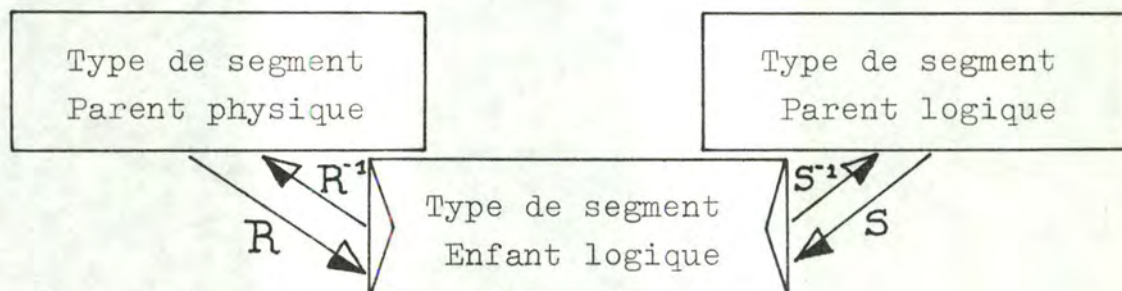 Type de segment
Parent physique
Type de segment
Parent logique
R
R⁻¹
Type de segment
Enfant logique
S⁻¹
S